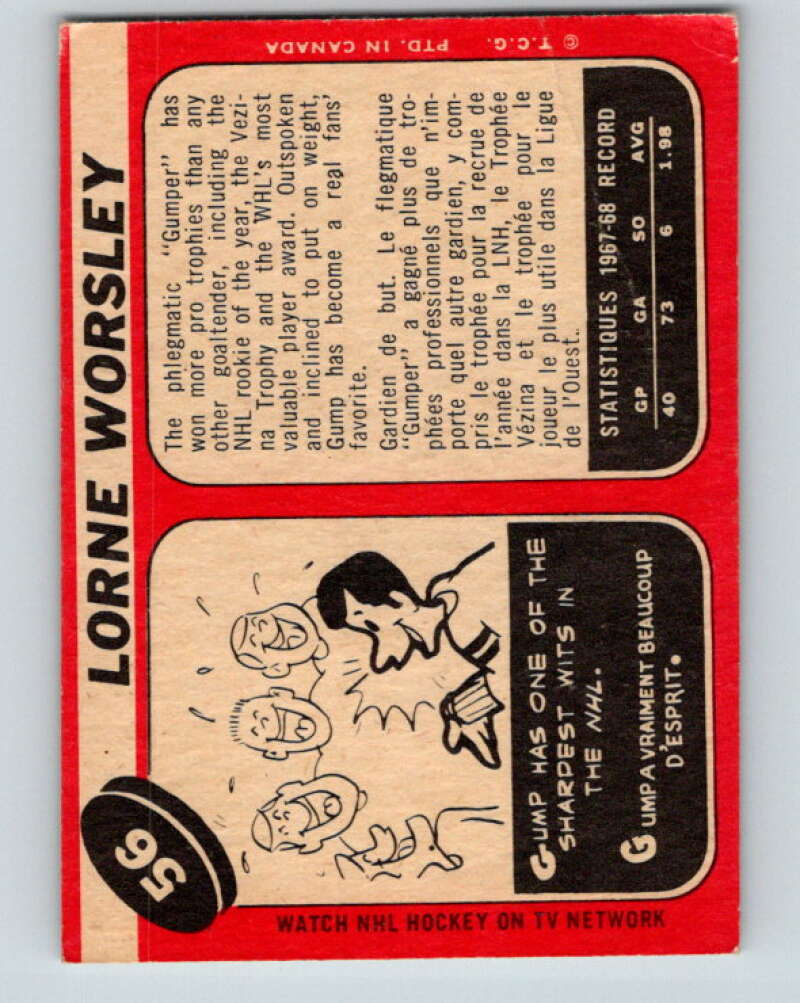 56
LORNE WORSLEY
WATCH NHL HOCKEY ON TV NETWORK
GUMP HAS ONE OF THE
SHARPEST WITS IN
THE NHL.
GUMP A VRAIMENT BEAUCOUP
D'ESPRIT.
The phlegmatic "Gumper" has
won more pro trophies than any
other goaltender, including the
NHL rookie of the year, the Vezi-
na Trophy and the WHL's most
valuable player award. Outspoken
and inclined to put on weight,
Gump has become a real fans'
favorite.
Gardien de but. Le flegmatique
"Gumper" a gagné plus de tro-
phées professionnels que n'im-
porte quel autre gardien, y com-
pris le trophée pour la recrue de
l'année dans la LNH, le Trophée
Vézina et le trophée pour le
joueur le plus utile dans la Ligue
de l'Ouest.
STATISTIQUES 1967-68 RECORD
GP GA SO AVG
40 73 6 1.98
© T.C.G. PTD. IN CANADA